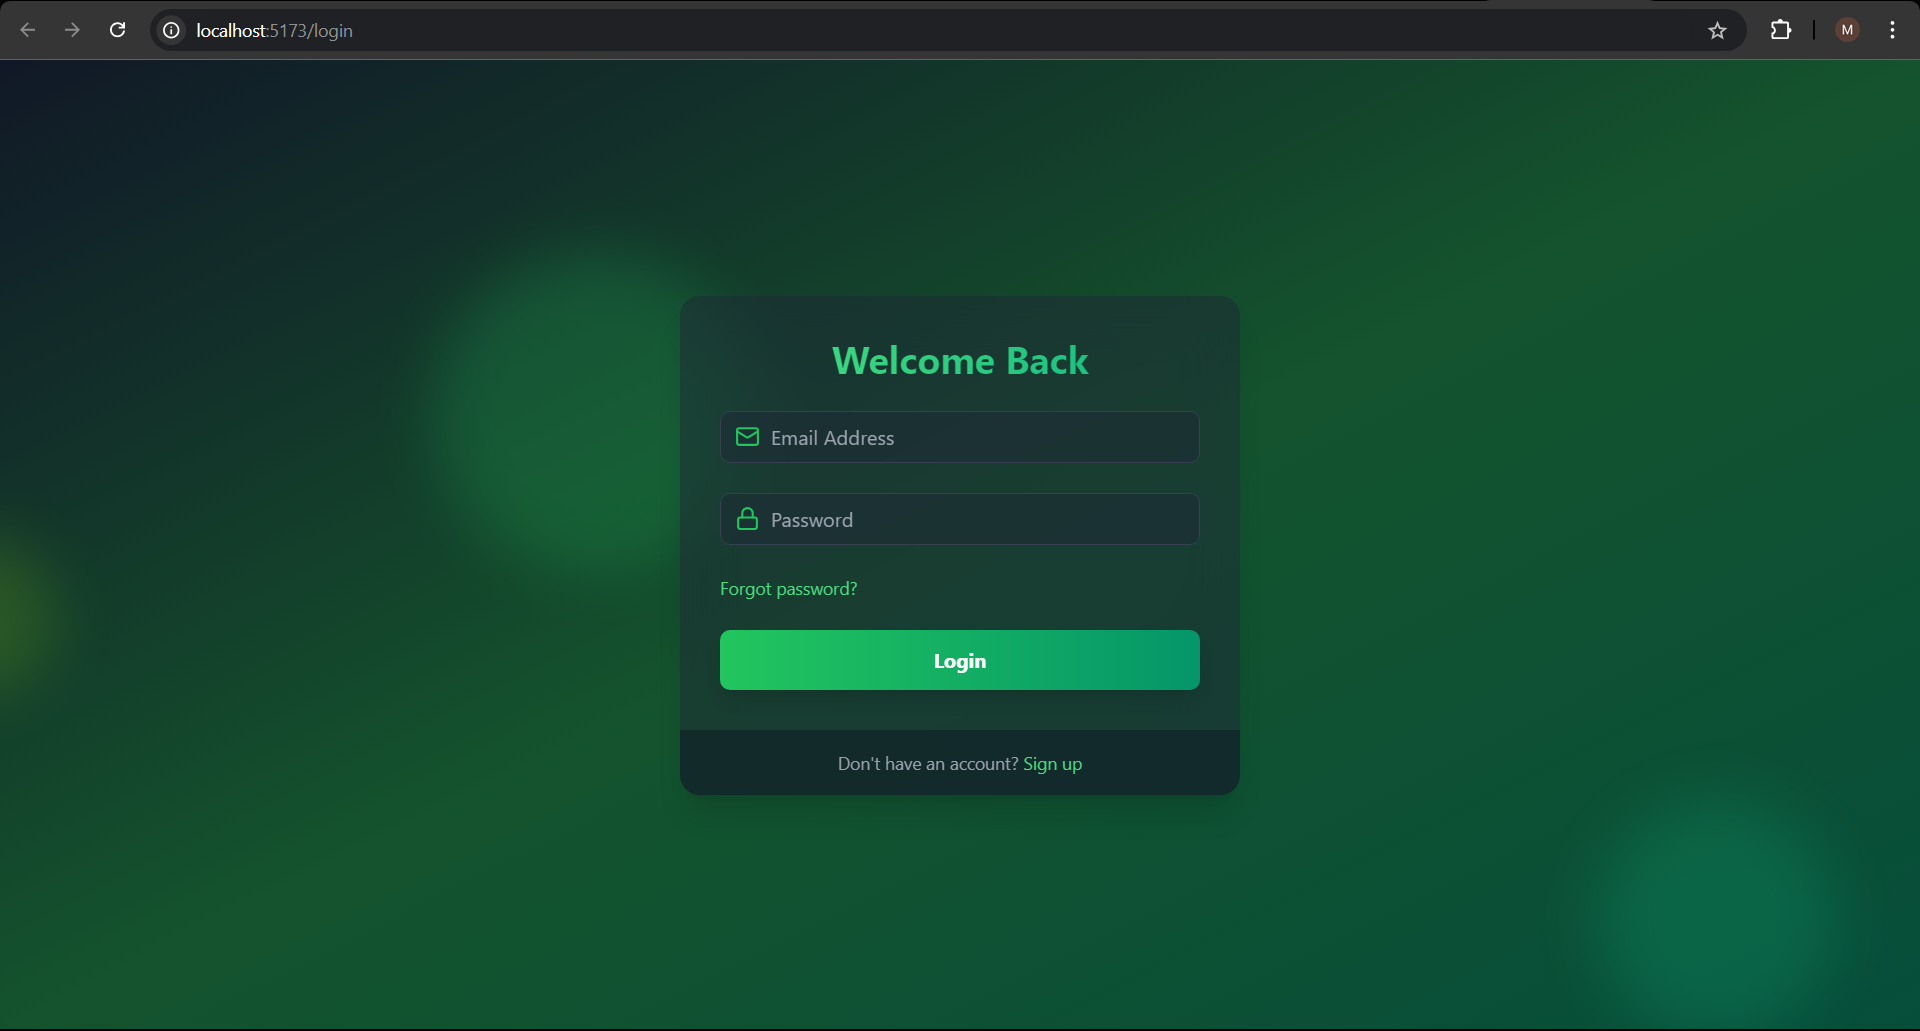 localhost:5173/login
M
Welcome Back
Email Address
Password
Forgot password?
Login
Don't have an account? Sign up